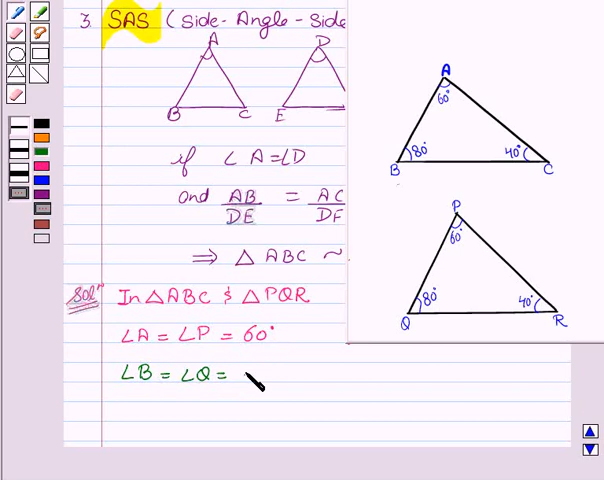 3. SAS (Side-Angle-Side
A
D
B
C
E
if ∠A=∠D
and AB/DE = AC/DF
⇒ △ABC ~
Solⁿ In △ABC & △PQR
∠A = ∠P = 60°
∠B = ∠Q =
A
60°
80°
40°
B
C
P
60°
80°
40°
Q
R